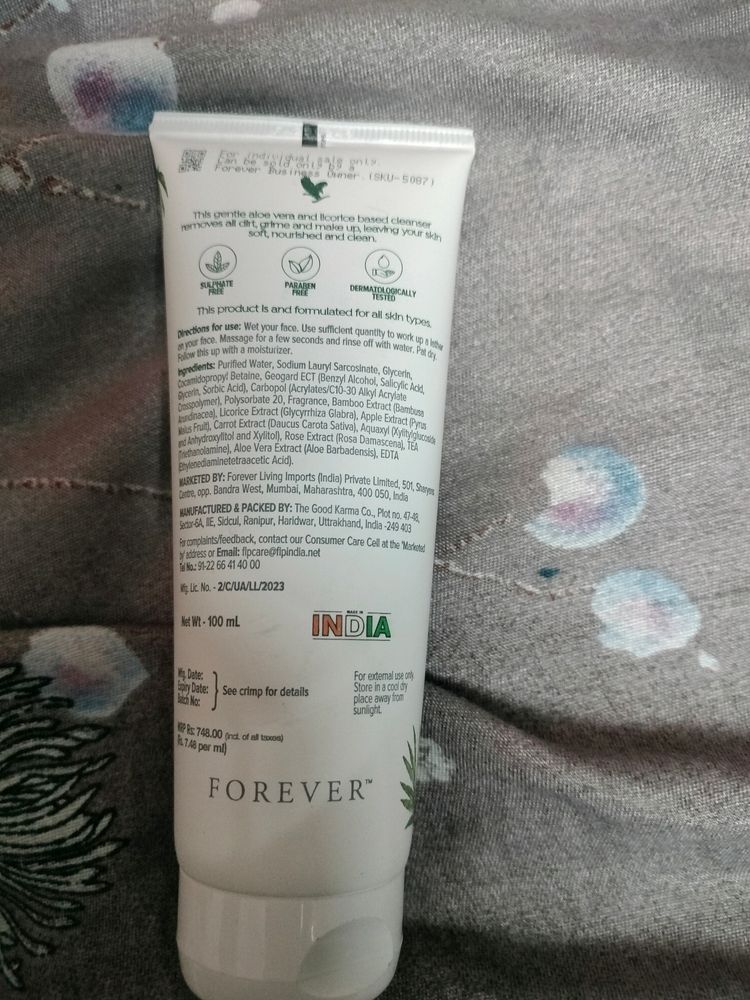 For individual sale only.
Can be sold only by a
Forever Business Owner.(SKU-5087)
This gentle aloe vera and licorice based cleanser
removes all dirt, grime and make up, leaving your skin
soft, nourished and clean.
SULPHATE
FREE
PARABEN
FREE
DERMATOLOGICALLY
TESTED
This product is and formulated for all skin types.
Directions for use: Wet your face. Use sufficient quantity to work up a lather
on your face. Massage for a few seconds and rinse off with water. Pat dry.
Follow this up with a moisturizer.
Ingredients: Purified Water, Sodium Lauryl Sarcosinate, Glycerin,
Cocamidopropyl Betaine, Geogard ECT (Benzyl Alcohol, Salicylic Acid,
Glycerin, Sorbic Acid), Carbopol (Acrylates/C10-30 Alkyl Acrylate
Crosspolymer), Polysorbate 20, Fragrance, Bamboo Extract (Bambusa
Arundinacea), Licorice Extract (Glycyrrhiza Glabra), Apple Extract (Pyrus
Malus Fruit), Carrot Extract (Daucus Carota Sativa), Aquaxyl (Xylitylglucoside
and Anhydroxylitol and Xylitol), Rose Extract (Rosa Damascena), TEA
(Triethanolamine), Aloe Vera Extract (Aloe Barbadensis), EDTA
(Ethylenediaminetetraacetic Acid).
MARKETED BY: Forever Living Imports (India) Private Limited, 501,
Centre, opp. Bandra West, Mumbai, Maharashtra, 400 050, India
MANUFACTURED & PACKED BY: The Good Karma Co., Plot no. 47-48,
Sector-6A, IIE, Sidcul, Ranipur, Haridwar, Uttrakhand, India -249 403
For complaints/feedback, contact our Consumer Care Cell at the 'Marketed
by' address or Email: flpcare@flpindia.net
Tel No.: 91-22 66 41 40 00
Mfg. Lic. No. - 2/C/UA/LL/2023
Net Wt - 100 mL
MADE IN
INDIA
Mfg. Date:
Expiry Date:
Batch No:
See crimp for details
For external use only.
Store in a cool dry
place away from
sunlight.
MRP Rs: 748.00 (incl. of all taxes)
(Rs. 7.48 per ml)
FOREVER™